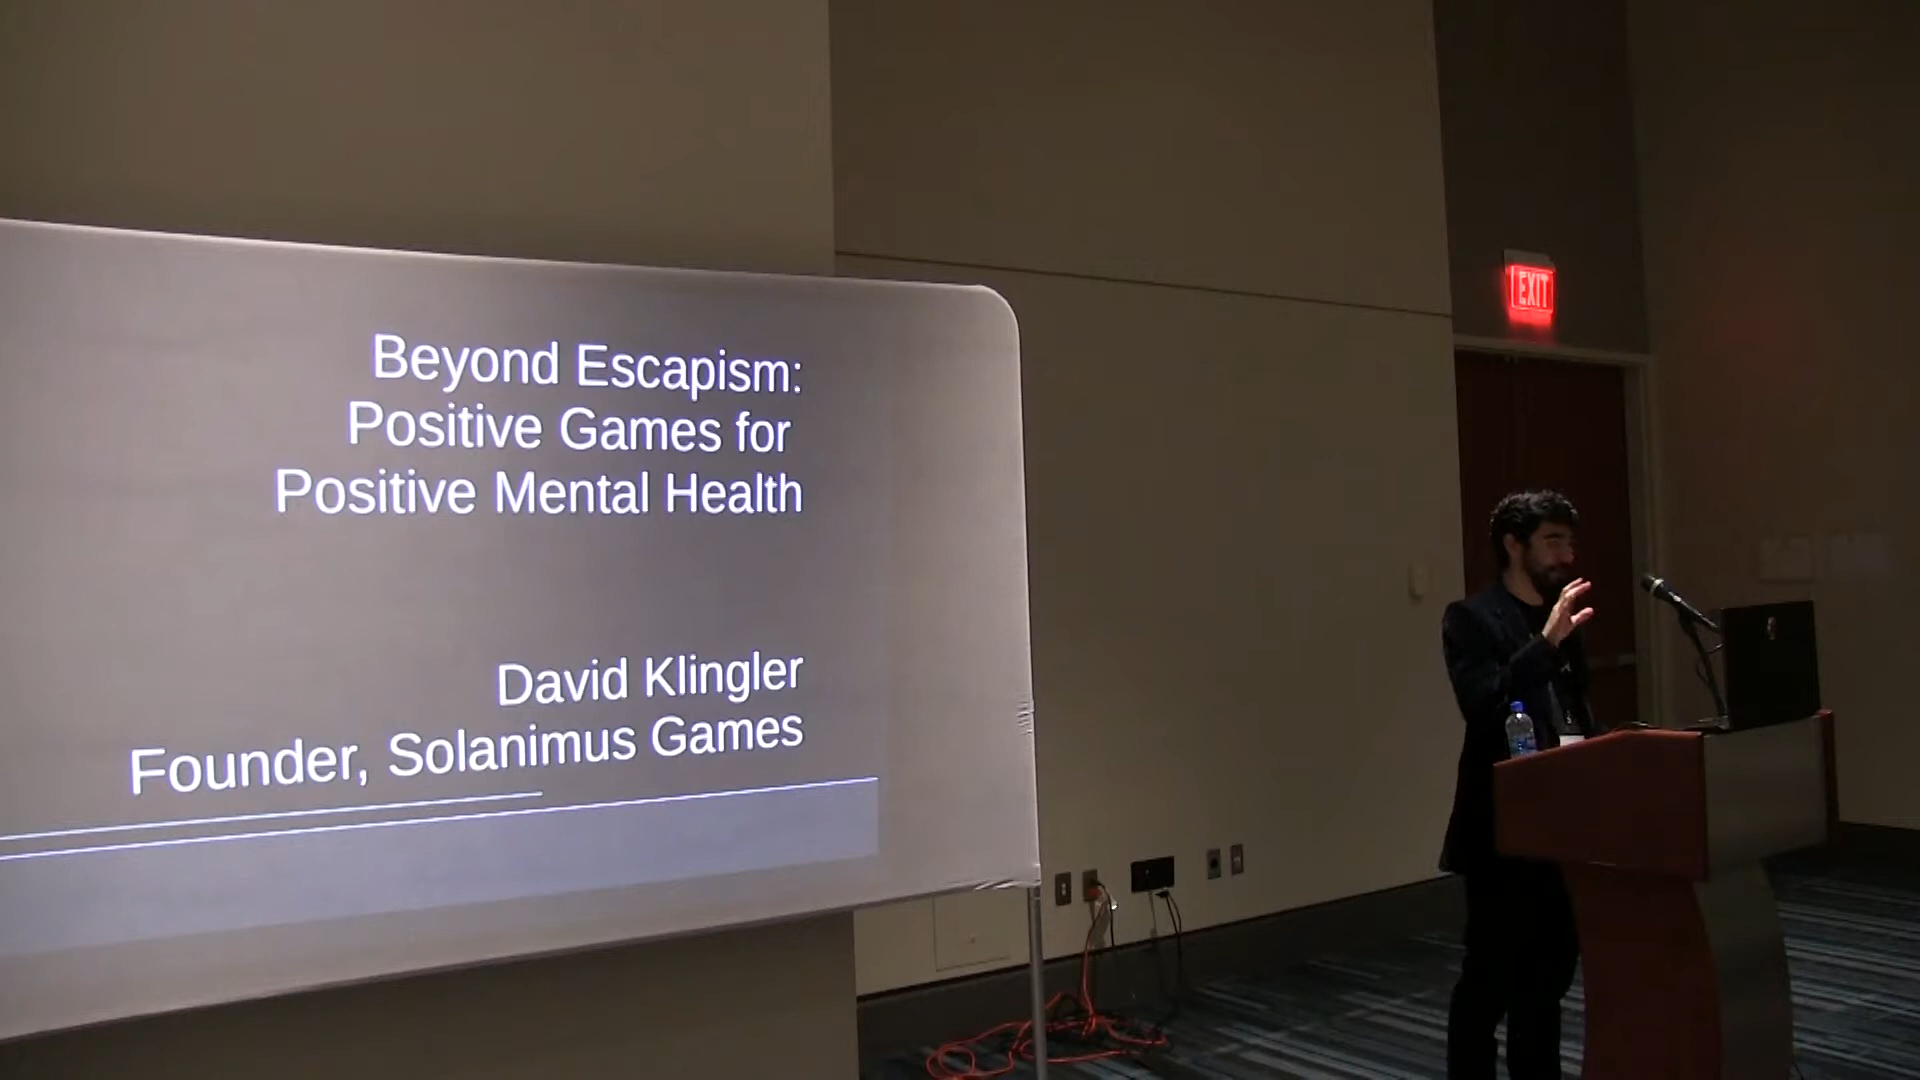 Beyond Escapism:
Positive Games for
Positive Mental Health
David Klingler
Founder, Solanimus Games
EXIT